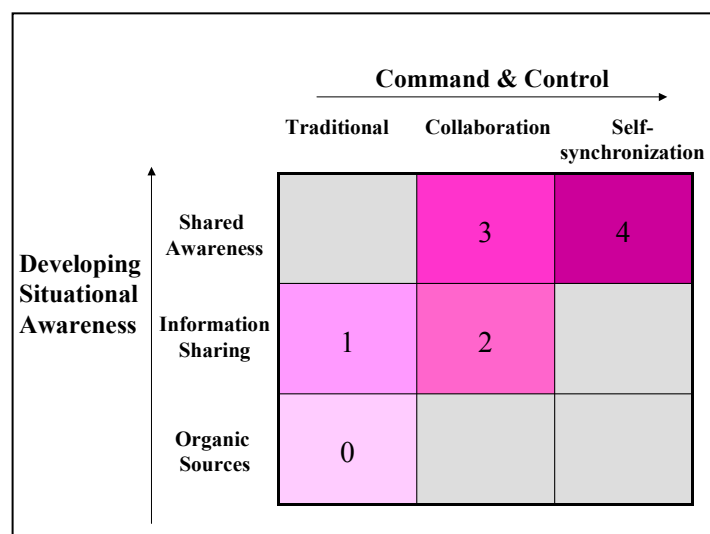 Command & Control
Traditional
Collaboration
Self-
synchronization
Developing
Situational
Awareness
Shared
Awareness
3
4
Information
Sharing
1
2
Organic
Sources
0